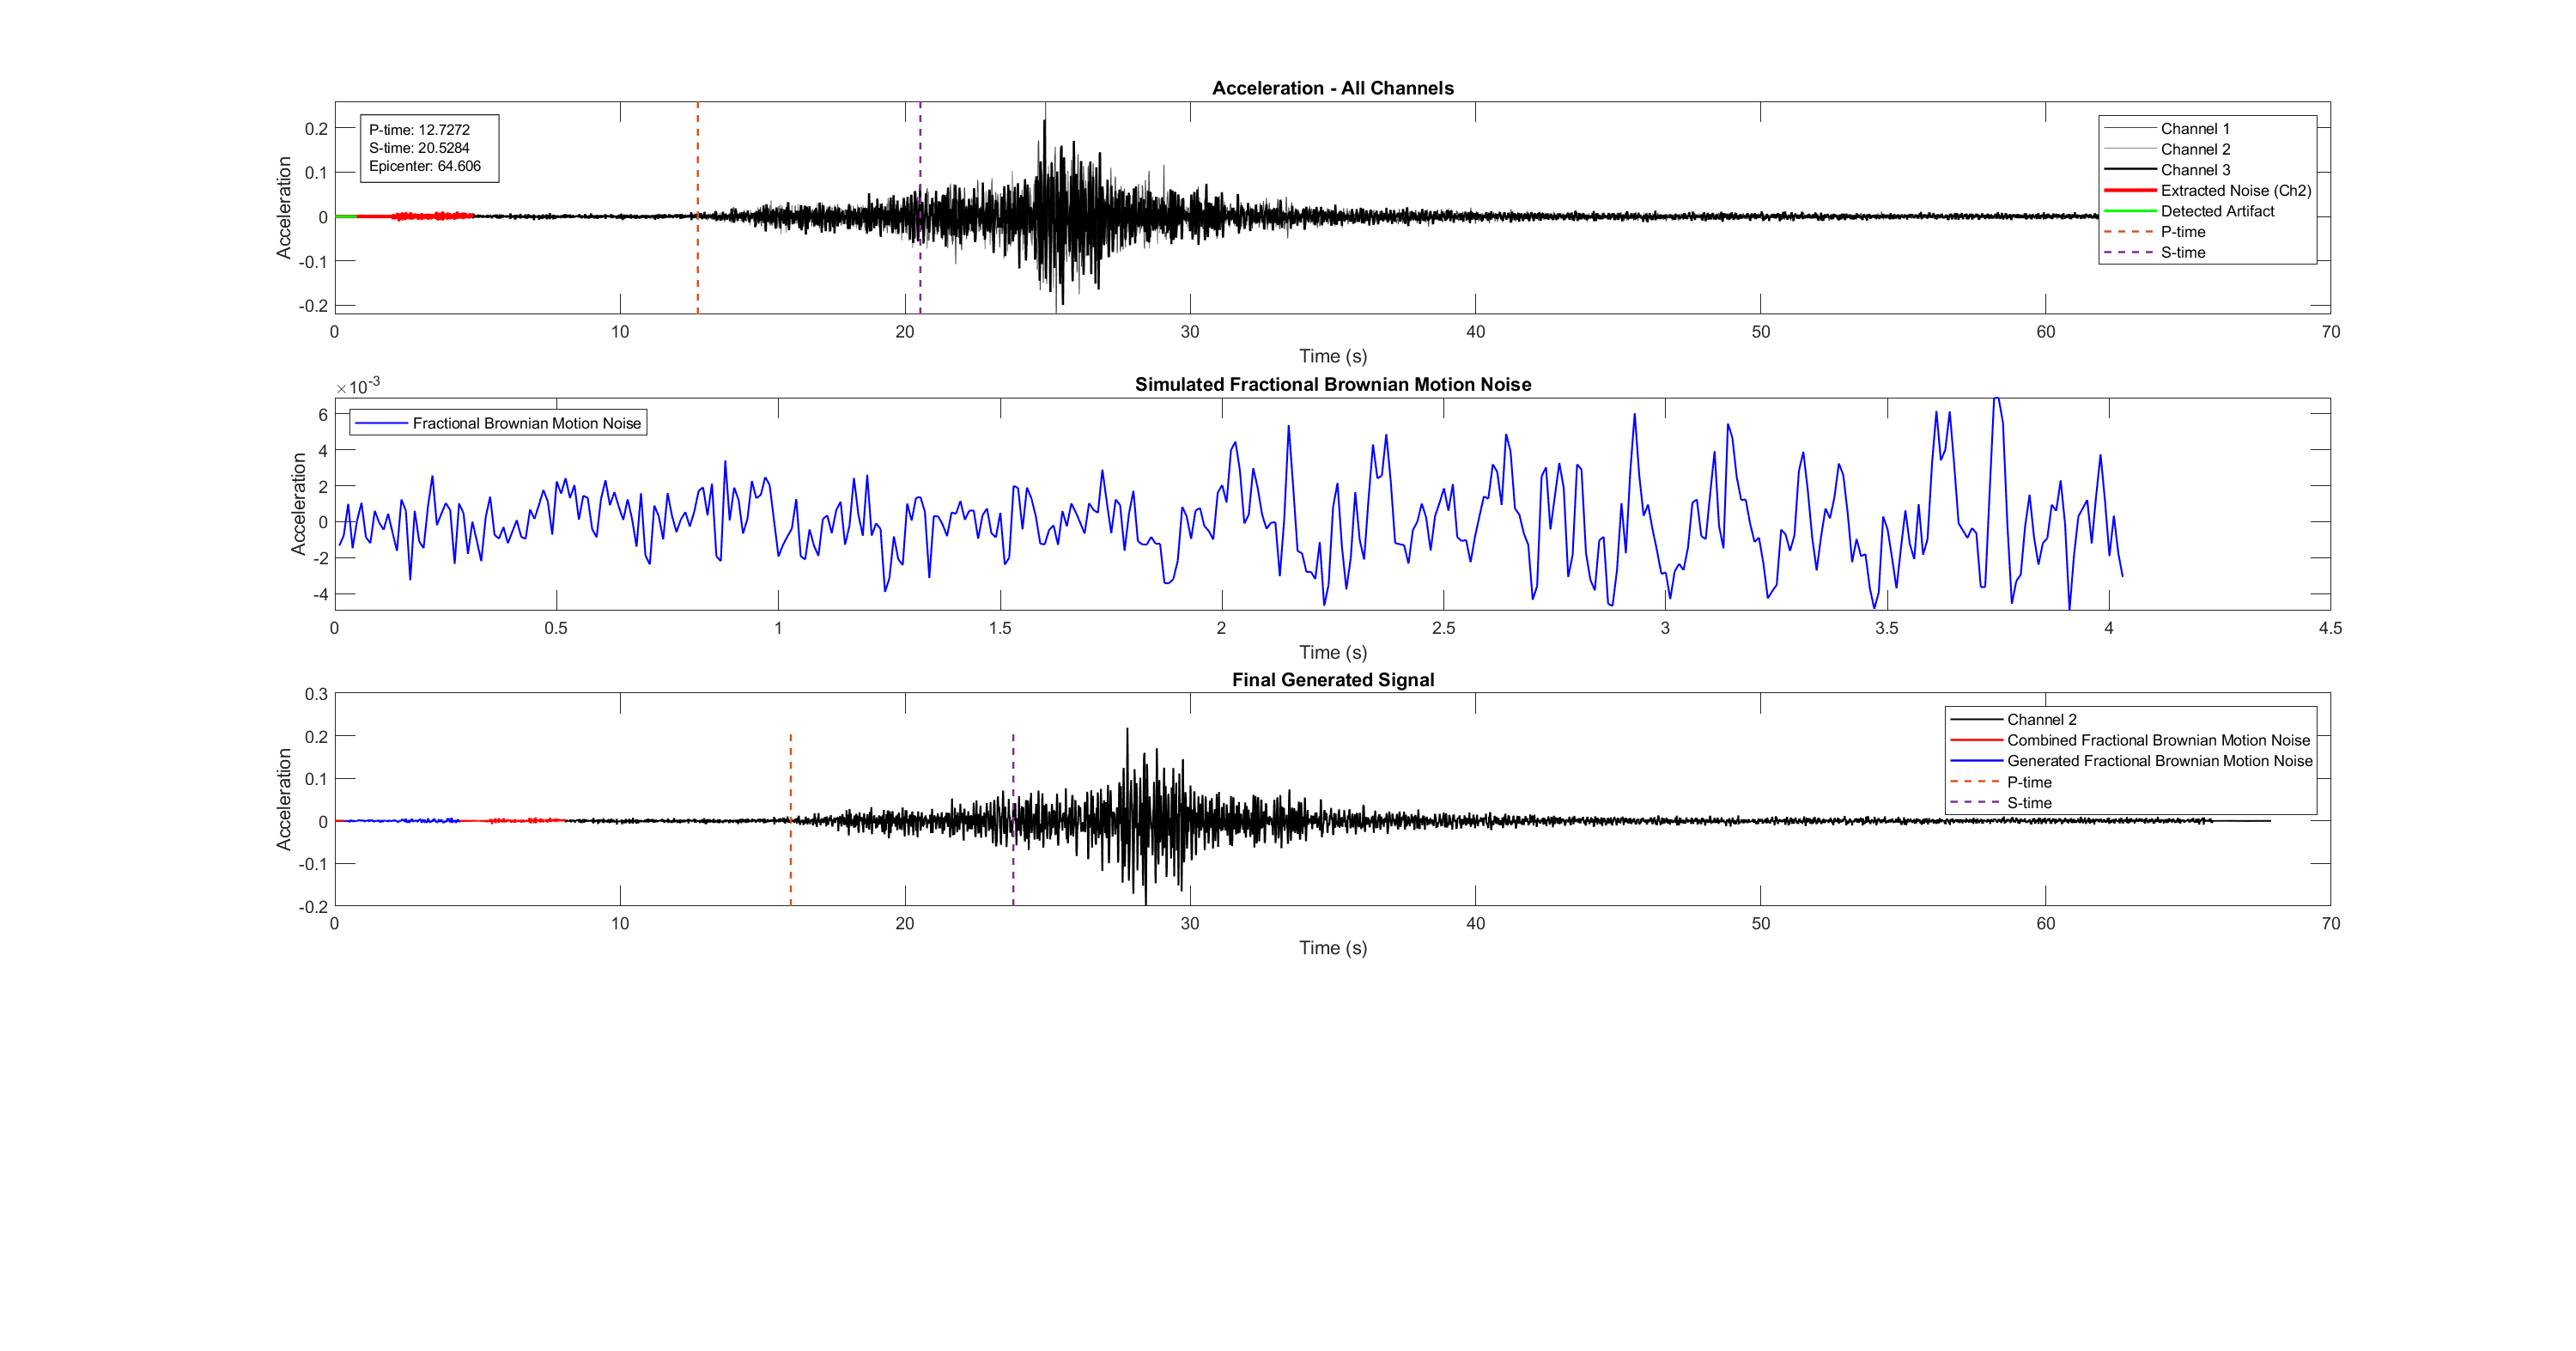 Acceleration - All Channels
Acceleration
0.2
0.1
0
-0.1
-0.2
P-time: 12.7272
S-time: 20.5284
Epicenter: 64.606
Channel 1
Channel 2
Channel 3
Extracted Noise (Ch2)
Detected Artifact
P-time
S-time
0 10 20 30 40 50 60 70
Time (s)
×10-3
Simulated Fractional Brownian Motion Noise
Acceleration
6
4
2
0
-2
-4
Fractional Brownian Motion Noise
0 0.5 1 1.5 2 2.5 3 3.5 4 4.5
Time (s)
Final Generated Signal
Acceleration
0.3
0.2
0.1
0
-0.1
-0.2
Channel 2
Combined Fractional Brownian Motion Noise
Generated Fractional Brownian Motion Noise
P-time
S-time
0 10 20 30 40 50 60 70
Time (s)